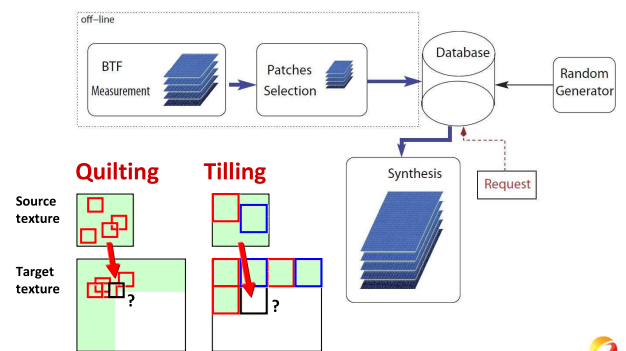 off-line
BTF
Measurement
Patches
Selection
Database
Random
Generator
Synthesis
Request
Quilting
Tilling
Source
texture
Target
texture
?
?